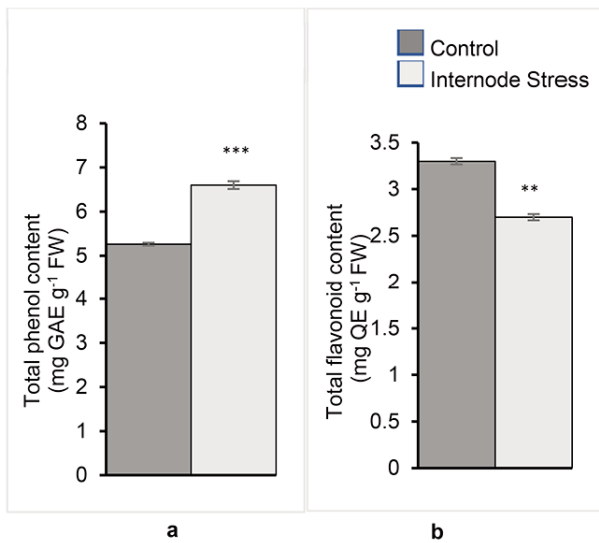 Control
Internode Stress
8
7
6
5
4
3
2
1
0
***
Total phenol content
(mg GAE g⁻¹ FW)
3.5
3
2.5
2
1.5
1
0.5
0
**
Total flavonoid content
(mg QE g⁻¹ FW)
a
b